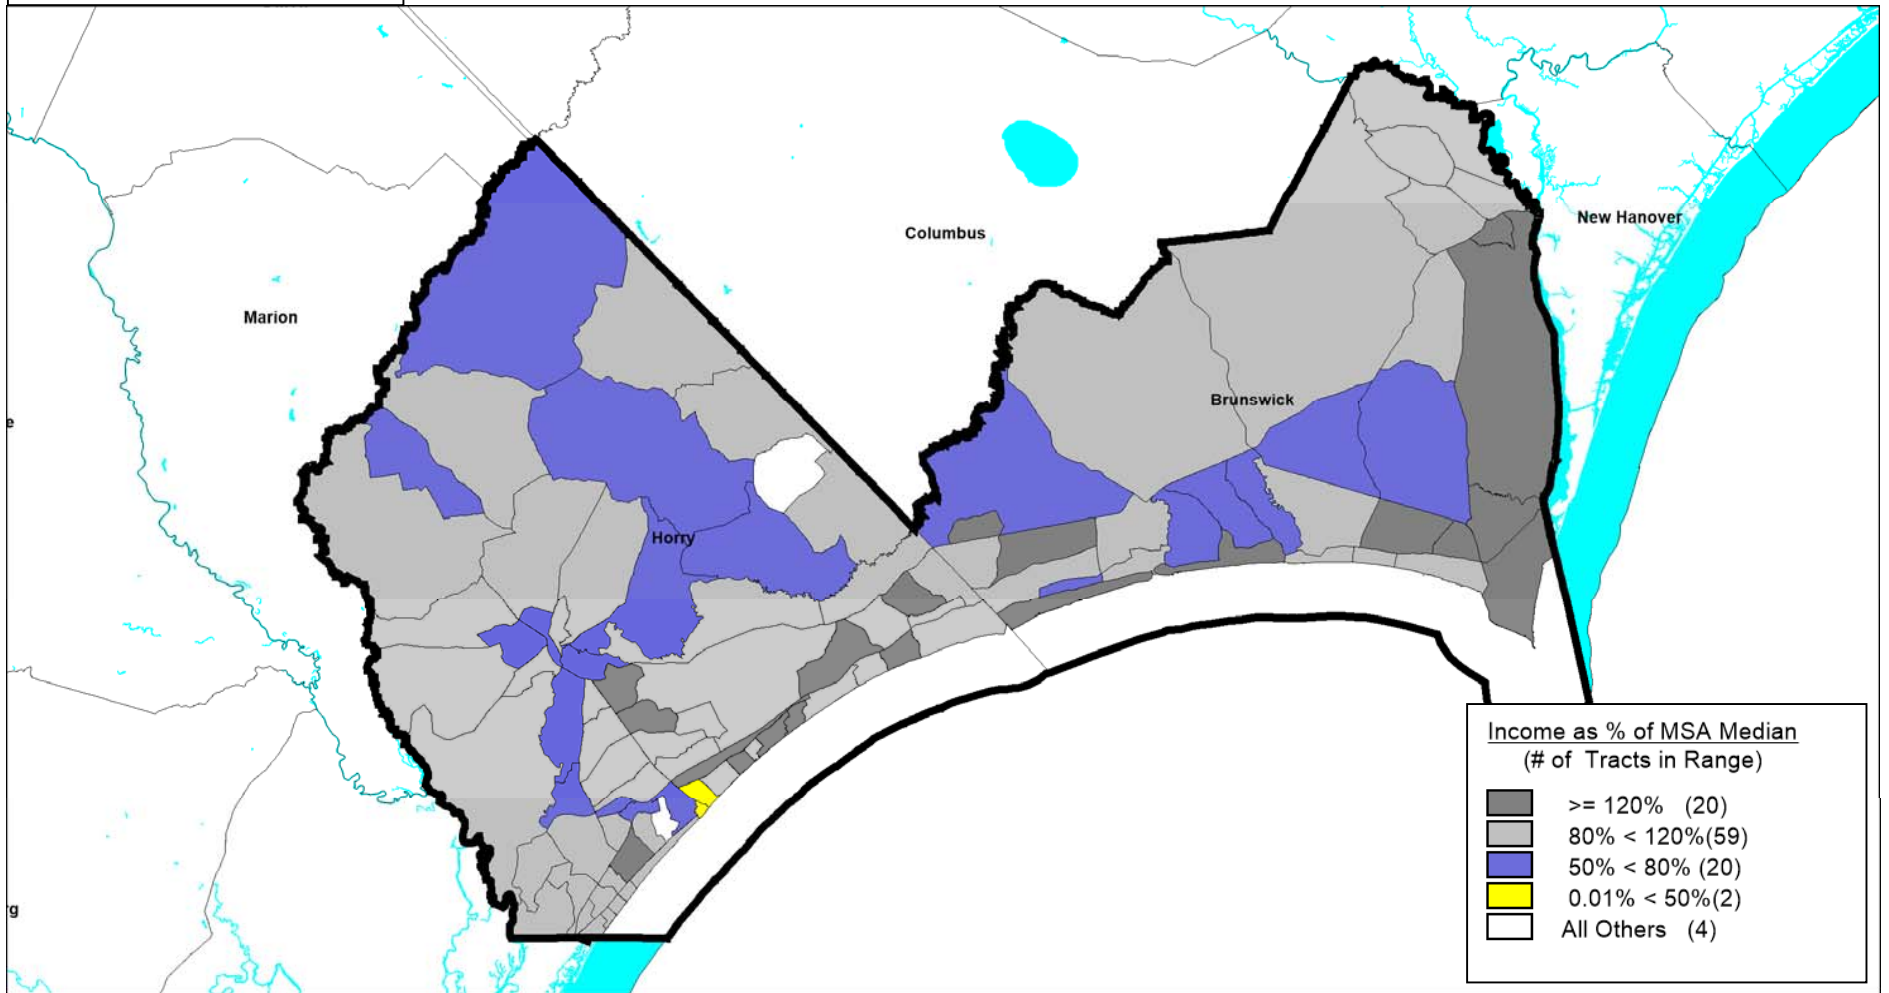 Columbus
New Hanover
Marion
Brunswick
e
Horry
Income as % of MSA Median
(# of Tracts in Range)
>= 120% (20)
80% < 120%(59)
50% < 80% (20)
0.01% < 50%(2)
All Others (4)
rg